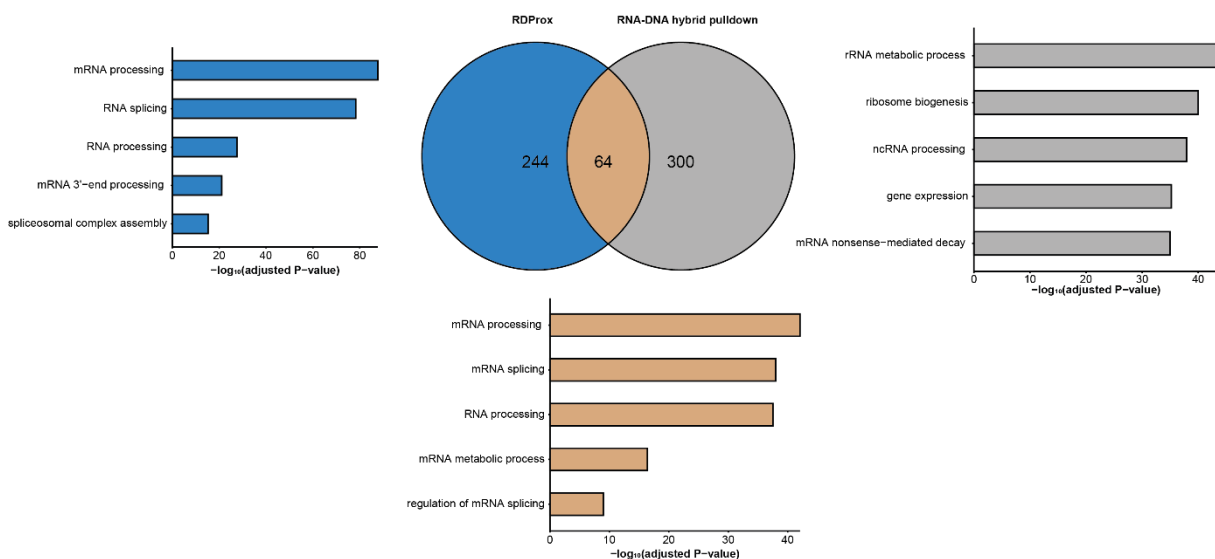 RDProx
RNA-DNA hybrid pulldown
244
64
300
mRNA processing
RNA splicing
RNA processing
mRNA 3'−end processing
spliceosomal complex assembly
0 20 40 60 80
−log₁₀(adjusted P−value)
rRNA metabolic process
ribosome biogenesis
ncRNA processing
gene expression
mRNA nonsense−mediated decay
0 10 20 30 40
−log₁₀(adjusted P−value)
mRNA processing
mRNA splicing
RNA processing
mRNA metabolic process
regulation of mRNA splicing
0 10 20 30 40
−log₁₀(adjusted P−value)